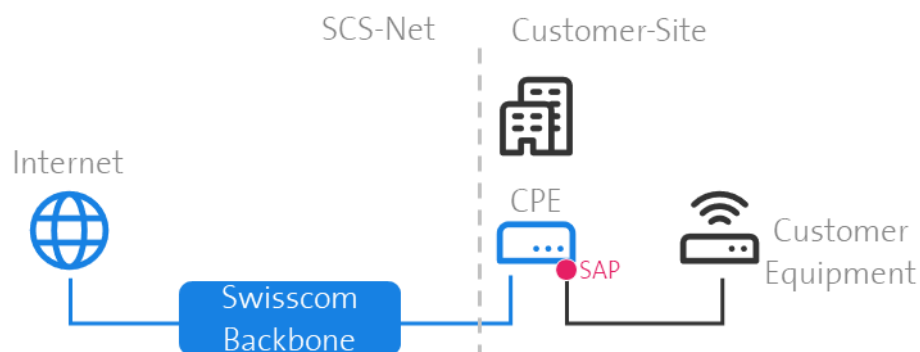 SCS-Net
Customer-Site
Internet
CPE
SAP
Customer
Equipment
Swisscom
Backbone